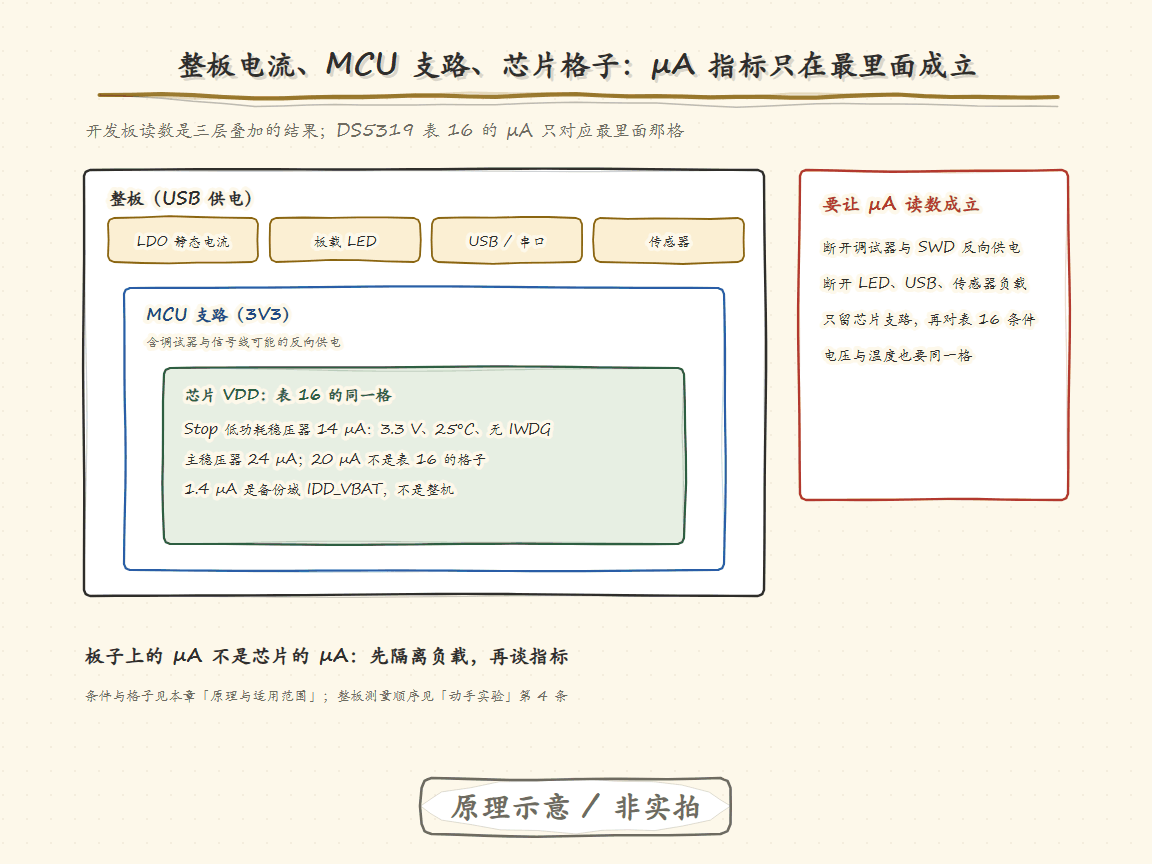 整板电流、MCU 支路、芯片格子：μA 指标只在最里面成立
开发板读数是三层叠加的结果；DS5319 表 16 的 μA 只对应最里面那格
整板（USB 供电）
LDO 静态电流
板载 LED
USB / 串口
传感器
MCU 支路（3V3）
含调试器与信号线可能的反向供电
芯片 VDD：表 16 的同一格
Stop 低功耗稳压器 14 μA：3.3 V、25°C、无 IWDG
主稳压器 24 μA；20 μA 不是表 16 的格子
1.4 μA 是备份域 IDD_VBAT，不是整机
要让 μA 读数成立
断开调试器与 SWD 反向供电
断开 LED、USB、传感器负载
只留芯片支路，再对表 16 条件
电压与温度也要同一格
板子上的 μA 不是芯片的 μA：先隔离负载，再谈指标
条件与格子见本章「原理与适用范围」；整板测量顺序见「动手实验」第 4 条
原理示意 / 非实拍